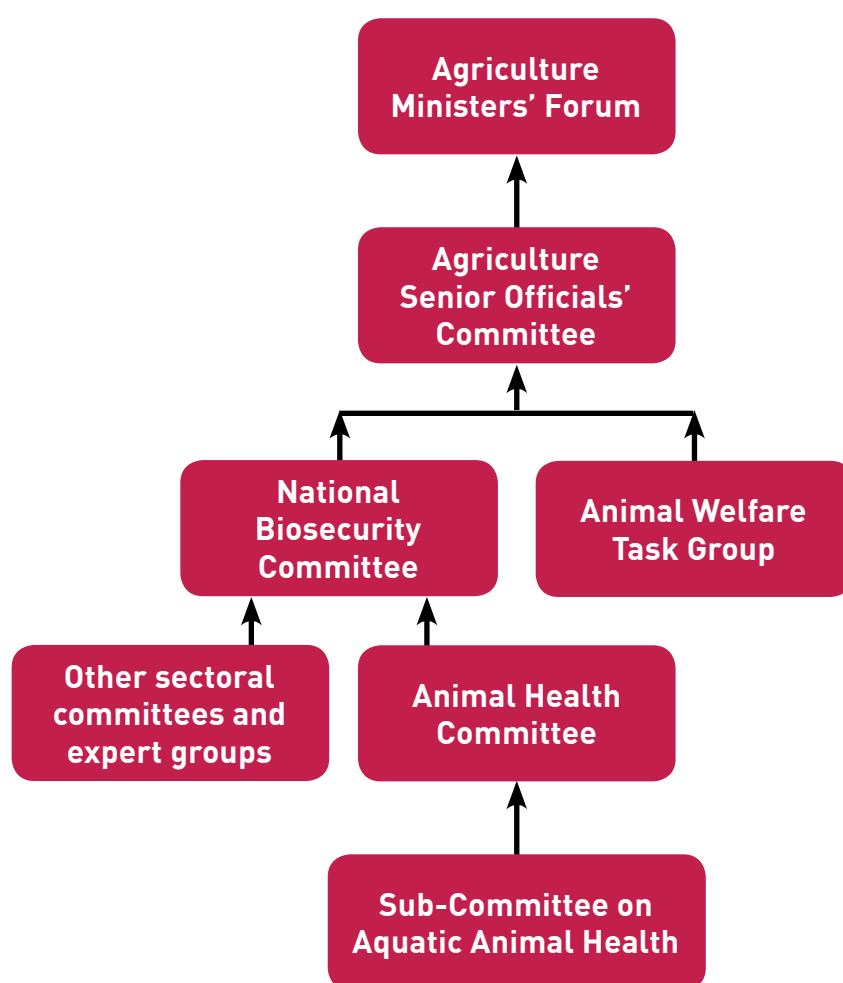 Agriculture
Ministers’ Forum
Agriculture
Senior Officials’
Committee
National
Biosecurity
Committee
Animal Welfare
Task Group
Other sectoral
committees and
expert groups
Animal Health
Committee
Sub-Committee on
Aquatic Animal Health